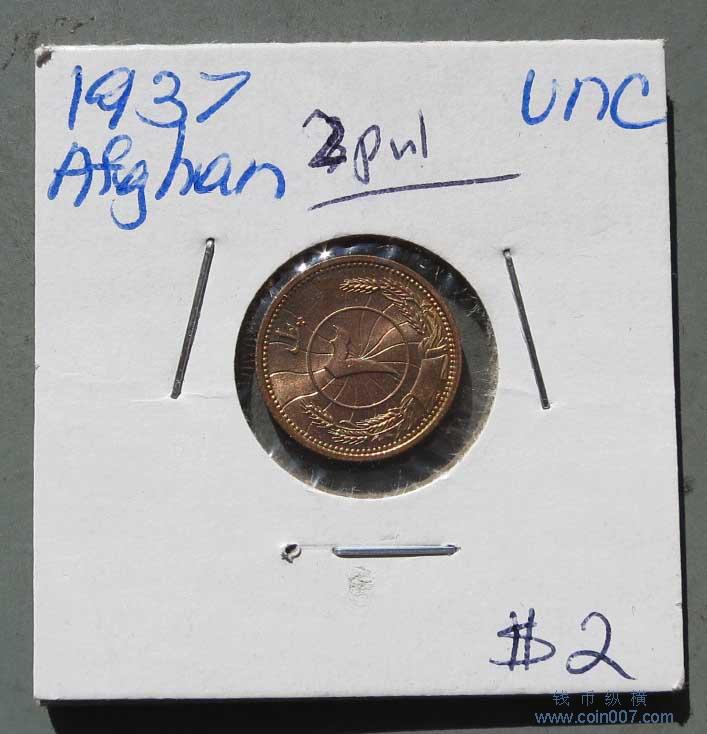 1937 UNC
Afghan 2 pul
$2
钱币纵横
www.coin007.com